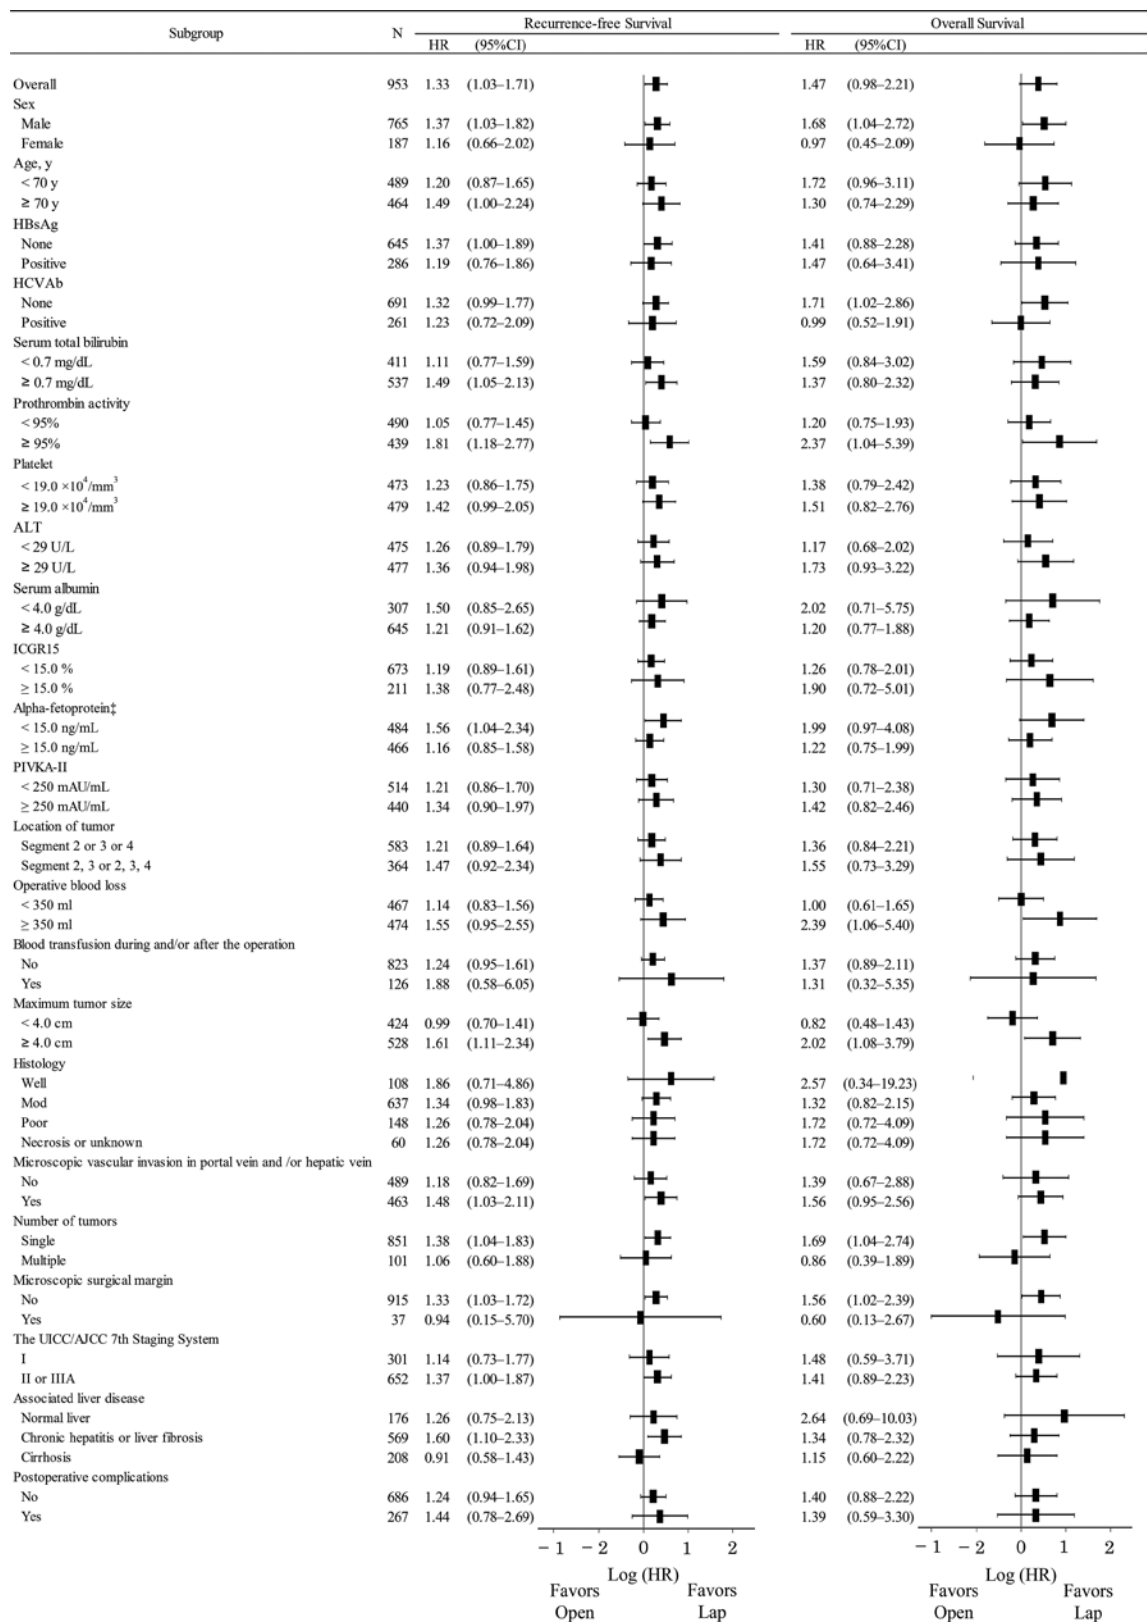 Subgroup N Recurrence-free Survival Overall Survival
HR (95%CI) HR (95%CI)
Overall 953 1.33 (1.03–1.71) 1.47 (0.98–2.21)
Sex
Male 765 1.37 (1.03–1.82) 1.68 (1.04–2.72)
Female 187 1.16 (0.66–2.02) 0.97 (0.45–2.09)
Age, y
< 70 y 489 1.20 (0.87–1.65) 1.72 (0.96–3.11)
≥ 70 y 464 1.49 (1.00–2.24) 1.30 (0.74–2.29)
HBsAg
None 645 1.37 (1.00–1.89) 1.41 (0.88–2.28)
Positive 286 1.19 (0.76–1.86) 1.47 (0.64–3.41)
HCVAb
None 691 1.32 (0.99–1.77) 1.71 (1.02–2.86)
Positive 261 1.23 (0.72–2.09) 0.99 (0.52–1.91)
Serum total bilirubin
< 0.7 mg/dL 411 1.11 (0.77–1.59) 1.59 (0.84–3.02)
≥ 0.7 mg/dL 537 1.49 (1.05–2.13) 1.37 (0.80–2.32)
Prothrombin activity
< 95% 490 1.05 (0.77–1.45) 1.20 (0.75–1.93)
≥ 95% 439 1.81 (1.18–2.77) 2.37 (1.04–5.39)
Platelet
< 19.0 ×10⁴/mm³ 473 1.23 (0.86–1.75) 1.38 (0.79–2.42)
≥ 19.0 ×10⁴/mm³ 479 1.42 (0.99–2.05) 1.51 (0.82–2.76)
ALT
< 29 U/L 475 1.26 (0.89–1.79) 1.17 (0.68–2.02)
≥ 29 U/L 477 1.36 (0.94–1.98) 1.73 (0.93–3.22)
Serum albumin
< 4.0 g/dL 307 1.50 (0.85–2.65) 2.02 (0.71–5.75)
≥ 4.0 g/dL 645 1.21 (0.91–1.62) 1.20 (0.77–1.88)
ICGR15
< 15.0 % 673 1.19 (0.89–1.61) 1.26 (0.78–2.01)
≥ 15.0 % 211 1.38 (0.77–2.48) 1.90 (0.72–5.01)
Alpha-fetoprotein‡
< 15.0 ng/mL 484 1.56 (1.04–2.34) 1.99 (0.97–4.08)
≥ 15.0 ng/mL 466 1.16 (0.85–1.58) 1.22 (0.75–1.99)
PIVKA-II
< 250 mAU/mL 514 1.21 (0.86–1.70) 1.30 (0.71–2.38)
≥ 250 mAU/mL 440 1.34 (0.90–1.97) 1.42 (0.82–2.46)
Location of tumor
Segment 2 or 3 or 4 583 1.21 (0.89–1.64) 1.36 (0.84–2.21)
Segment 2, 3 or 2, 3, 4 364 1.47 (0.92–2.34) 1.55 (0.73–3.29)
Operative blood loss
< 350 ml 467 1.14 (0.83–1.56) 1.00 (0.61–1.65)
≥ 350 ml 474 1.55 (0.95–2.55) 2.39 (1.06–5.40)
Blood transfusion during and/or after the operation
No 823 1.24 (0.95–1.61) 1.37 (0.89–2.11)
Yes 126 1.88 (0.58–6.05) 1.31 (0.32–5.35)
Maximum tumor size
< 4.0 cm 424 0.99 (0.70–1.41) 0.82 (0.48–1.43)
≥ 4.0 cm 528 1.61 (1.11–2.34) 2.02 (1.08–3.79)
Histology
Well 108 1.86 (0.71–4.86) 2.57 (0.34–19.23)
Mod 637 1.34 (0.98–1.83) 1.32 (0.82–2.15)
Poor 148 1.26 (0.78–2.04) 1.72 (0.72–4.09)
Necrosis or unknown 60 1.26 (0.78–2.04) 1.72 (0.72–4.09)
Microscopic vascular invasion in portal vein and /or hepatic vein
No 489 1.18 (0.82–1.69) 1.39 (0.67–2.88)
Yes 463 1.48 (1.03–2.11) 1.56 (0.95–2.56)
Number of tumors
Single 851 1.38 (1.04–1.83) 1.69 (1.04–2.74)
Multiple 101 1.06 (0.60–1.88) 0.86 (0.39–1.89)
Microscopic surgical margin
No 915 1.33 (1.03–1.72) 1.56 (1.02–2.39)
Yes 37 0.94 (0.15–5.70) 0.60 (0.13–2.67)
The UICC/AJCC 7th Staging System
I 301 1.14 (0.73–1.77) 1.48 (0.59–3.71)
II or IIIA 652 1.37 (1.00–1.87) 1.41 (0.89–2.23)
Associated liver disease
Normal liver 176 1.26 (0.75–2.13) 2.64 (0.69–10.03)
Chronic hepatitis or liver fibrosis 569 1.60 (1.10–2.33) 1.34 (0.78–2.32)
Cirrhosis 208 0.91 (0.58–1.43) 1.15 (0.60–2.22)
Postoperative complications
No 686 1.24 (0.94–1.65) 1.40 (0.88–2.22)
Yes 267 1.44 (0.78–2.69) 1.39 (0.59–3.30)
−1 0 1 2 −1 0 1 2
Log (HR) Log (HR)
Favors Favors Favors Favors
Open Lap Open Lap